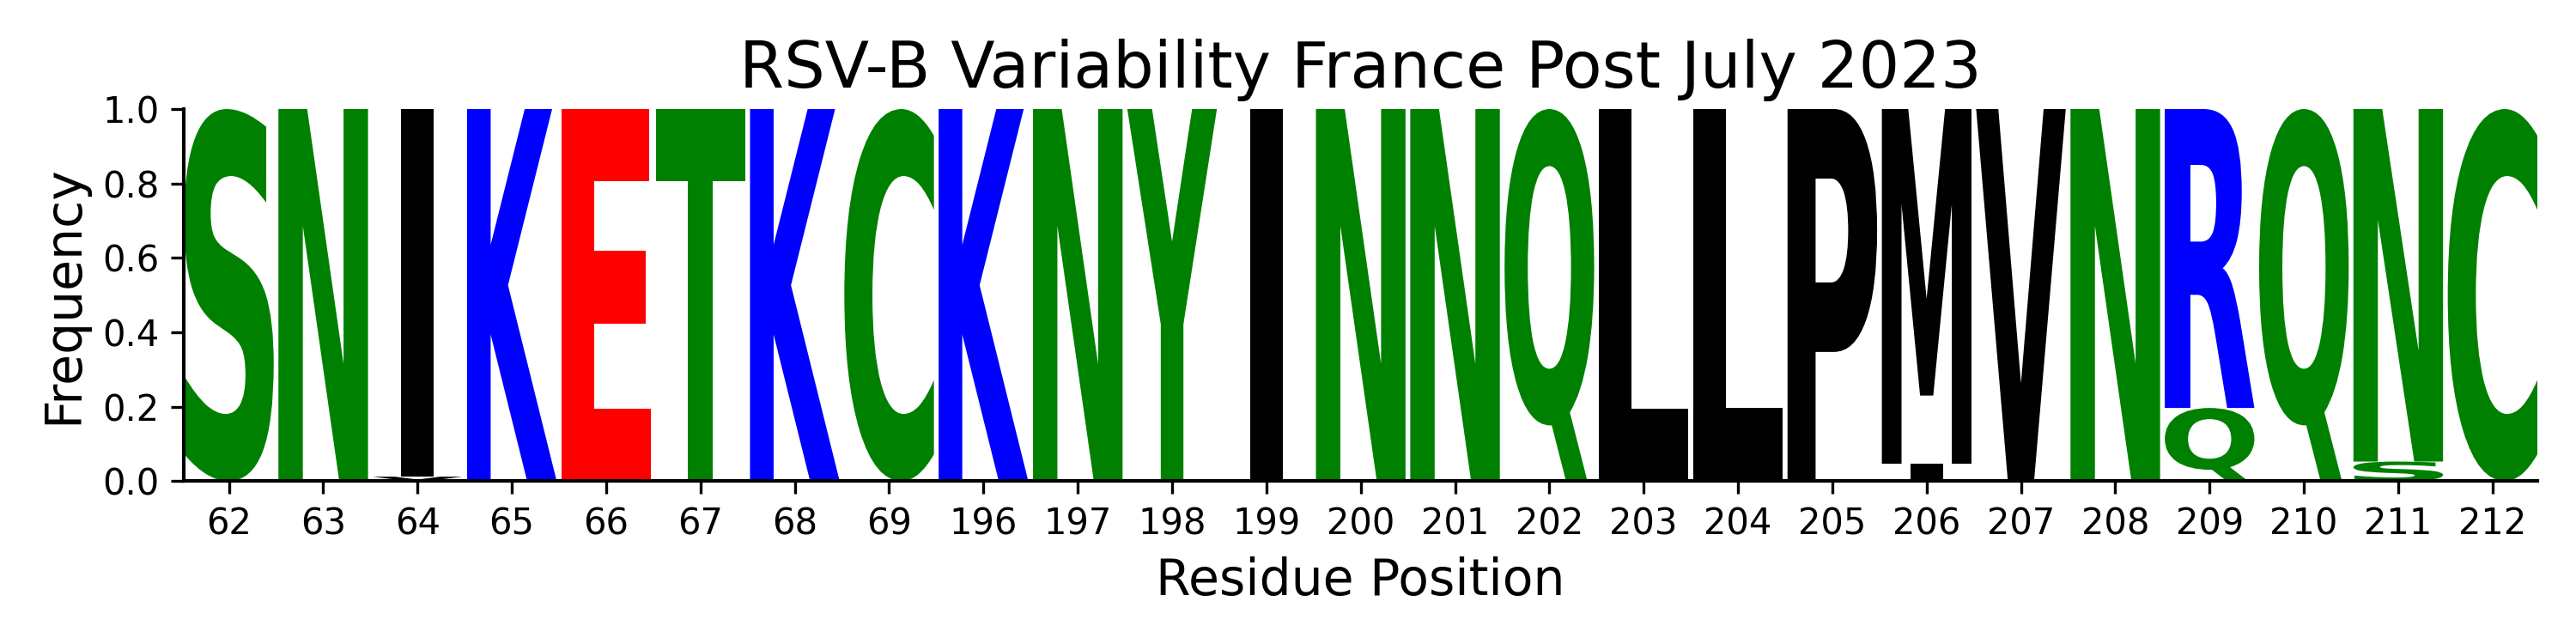 RSV-B Variability France Post July 2023
1.0
0.8
0.6
0.4
0.2
0.0
Frequency
S N I K E T K C K N Y I N N Q L L P M V N R Q N C
I Q S
62 63 64 65 66 67 68 69 196 197 198 199 200 201 202 203 204 205 206 207 208 209 210 211 212
Residue Position